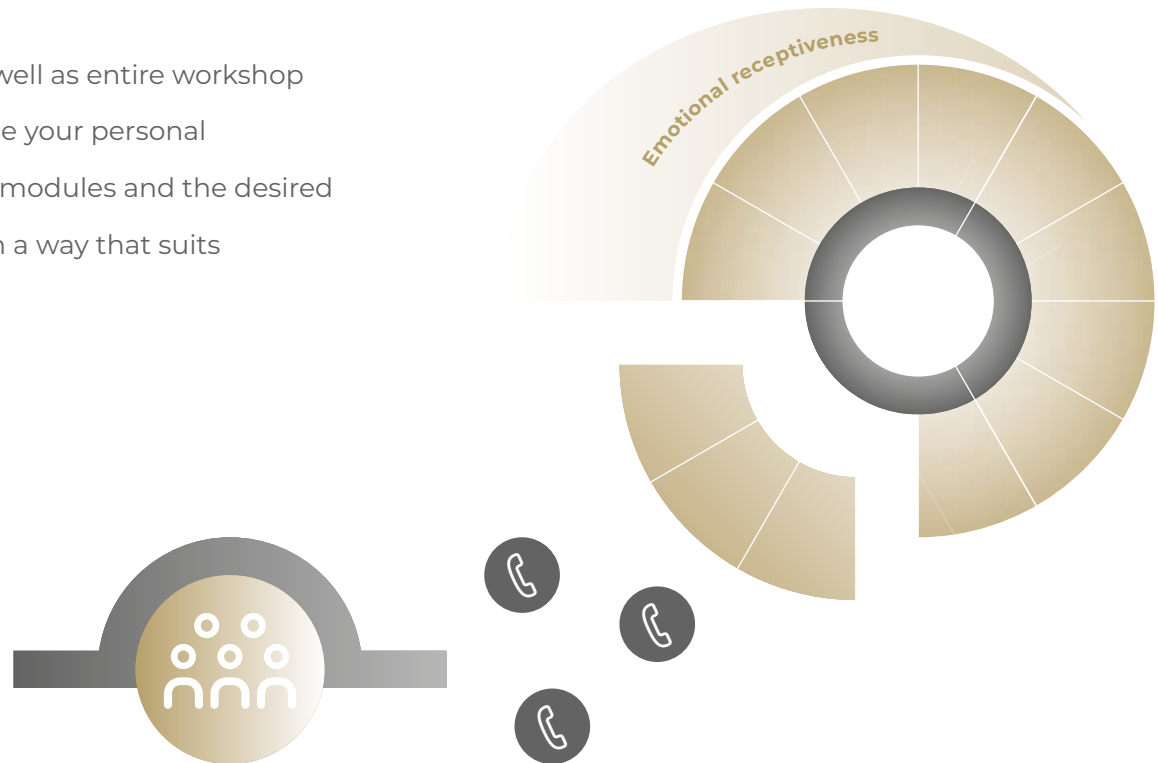 well as entire workshop
e your personal
modules and the desired
n a way that suits
Emotional receptiveness